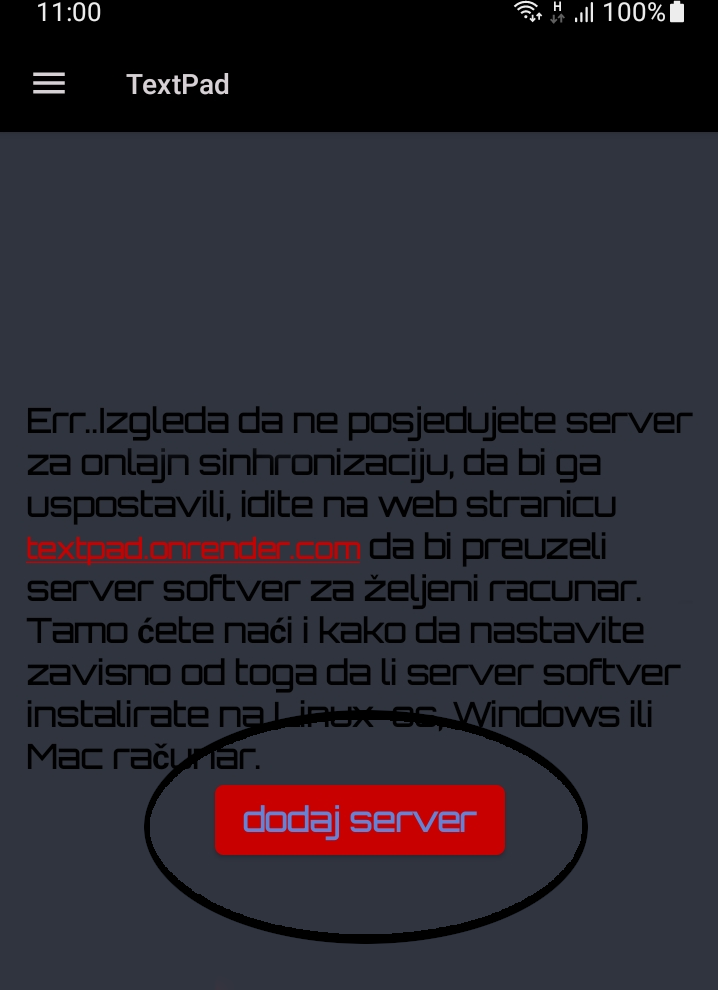 11:00 H 100%
TextPad
Err..Izgleda da ne posjedujete server
za onlajn sinhronizaciju, da bi ga
uspostavili, idite na web stranicu
textpad.onrender.com da bi preuzeli
server softver za željeni racunar.
Tamo ćete naći i kako da nastavite
zavisno od toga da li server softver
instalirate na Linux-os, Windows ili
Mac računar.
dodaj server